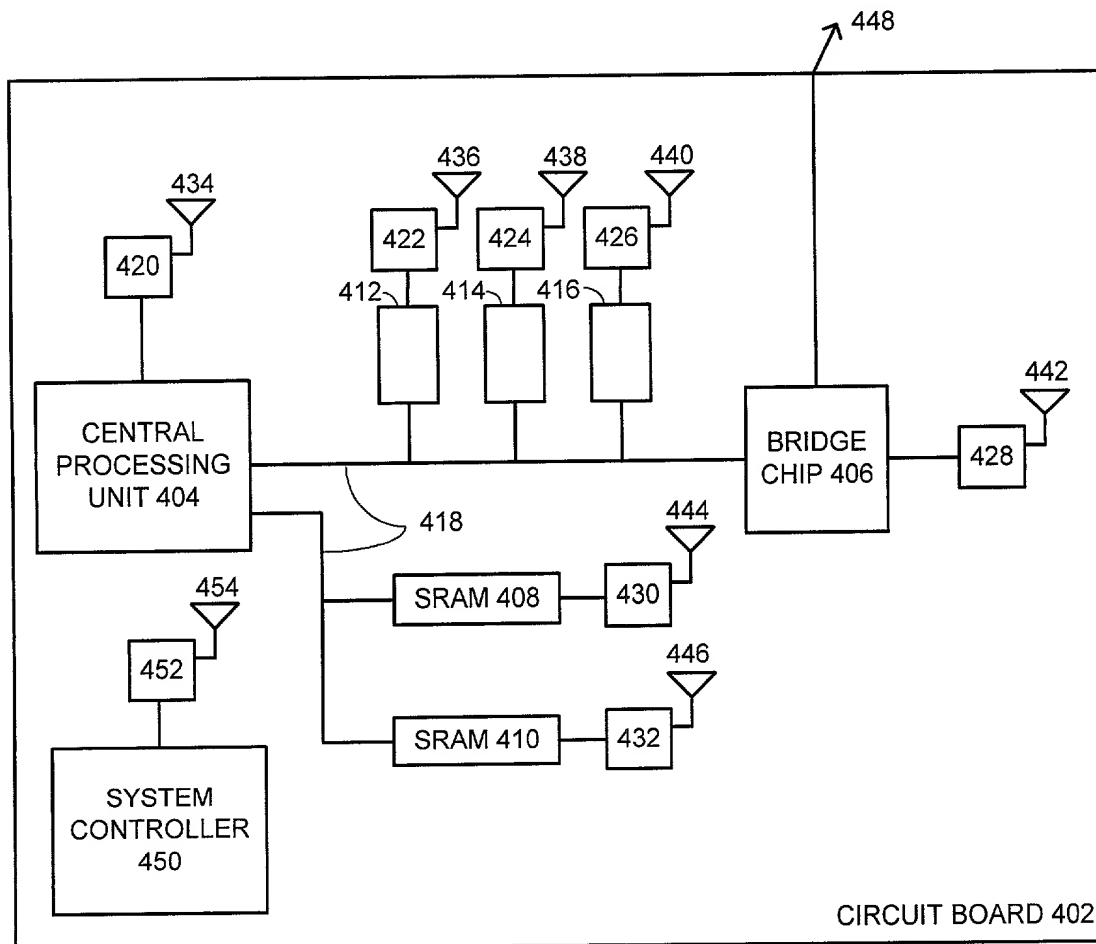 448
436
438
440
434
422
424
426
420
412
414
416
442
CENTRAL
PROCESSING
UNIT 404
BRIDGE
CHIP 406
428
418
444
454
SRAM 408
430
452
446
SRAM 410
432
SYSTEM
CONTROLLER
450
CIRCUIT BOARD 402